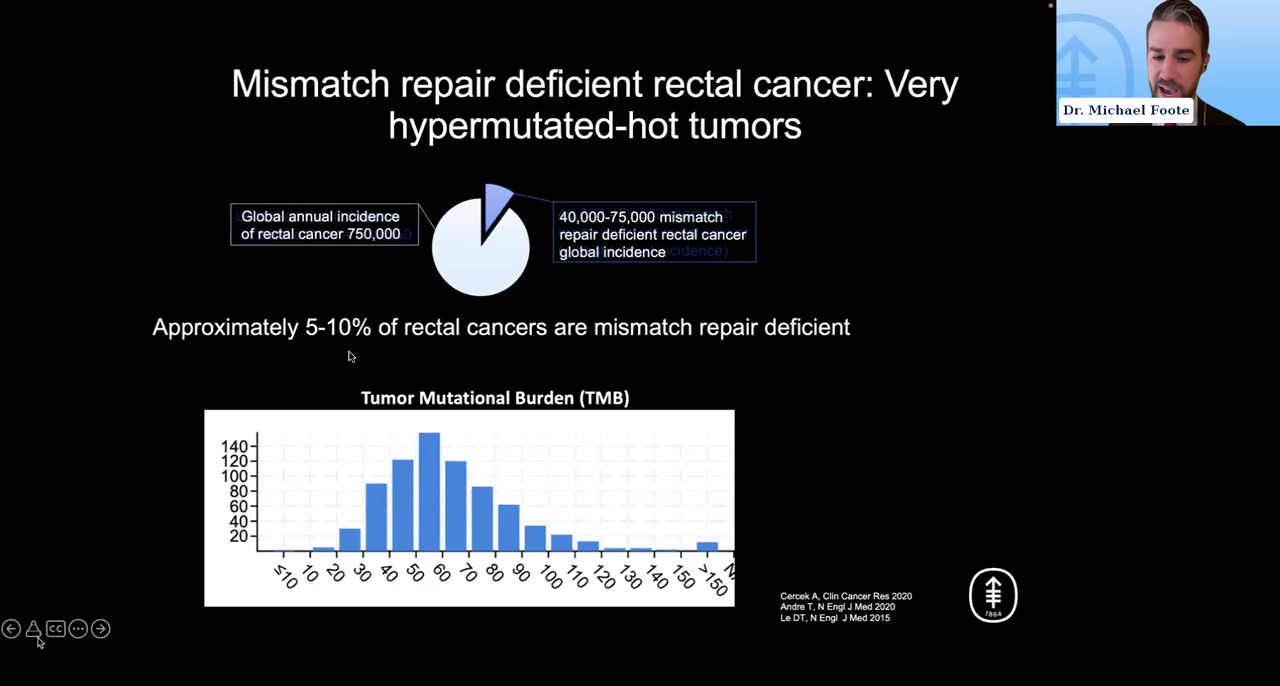 Dr. Michael Foote
Mismatch repair deficient rectal cancer: Very
hypermutated-hot tumors
Global annual incidence
of rectal cancer 750,000
40,000-75,000 mismatch
repair deficient rectal cancer
global incidence
Approximately 5-10% of rectal cancers are mismatch repair deficient
Tumor Mutational Burden (TMB)
140
120
100
80
60
40
20
≤10
10
20
30
40
50
60
70
80
90
100
110
120
130
140
150
>150
Cercek A, Clin Cancer Res 2020
Andre T, N Engl J Med 2020
Le DT, N Engl J Med 2015
1884
CC